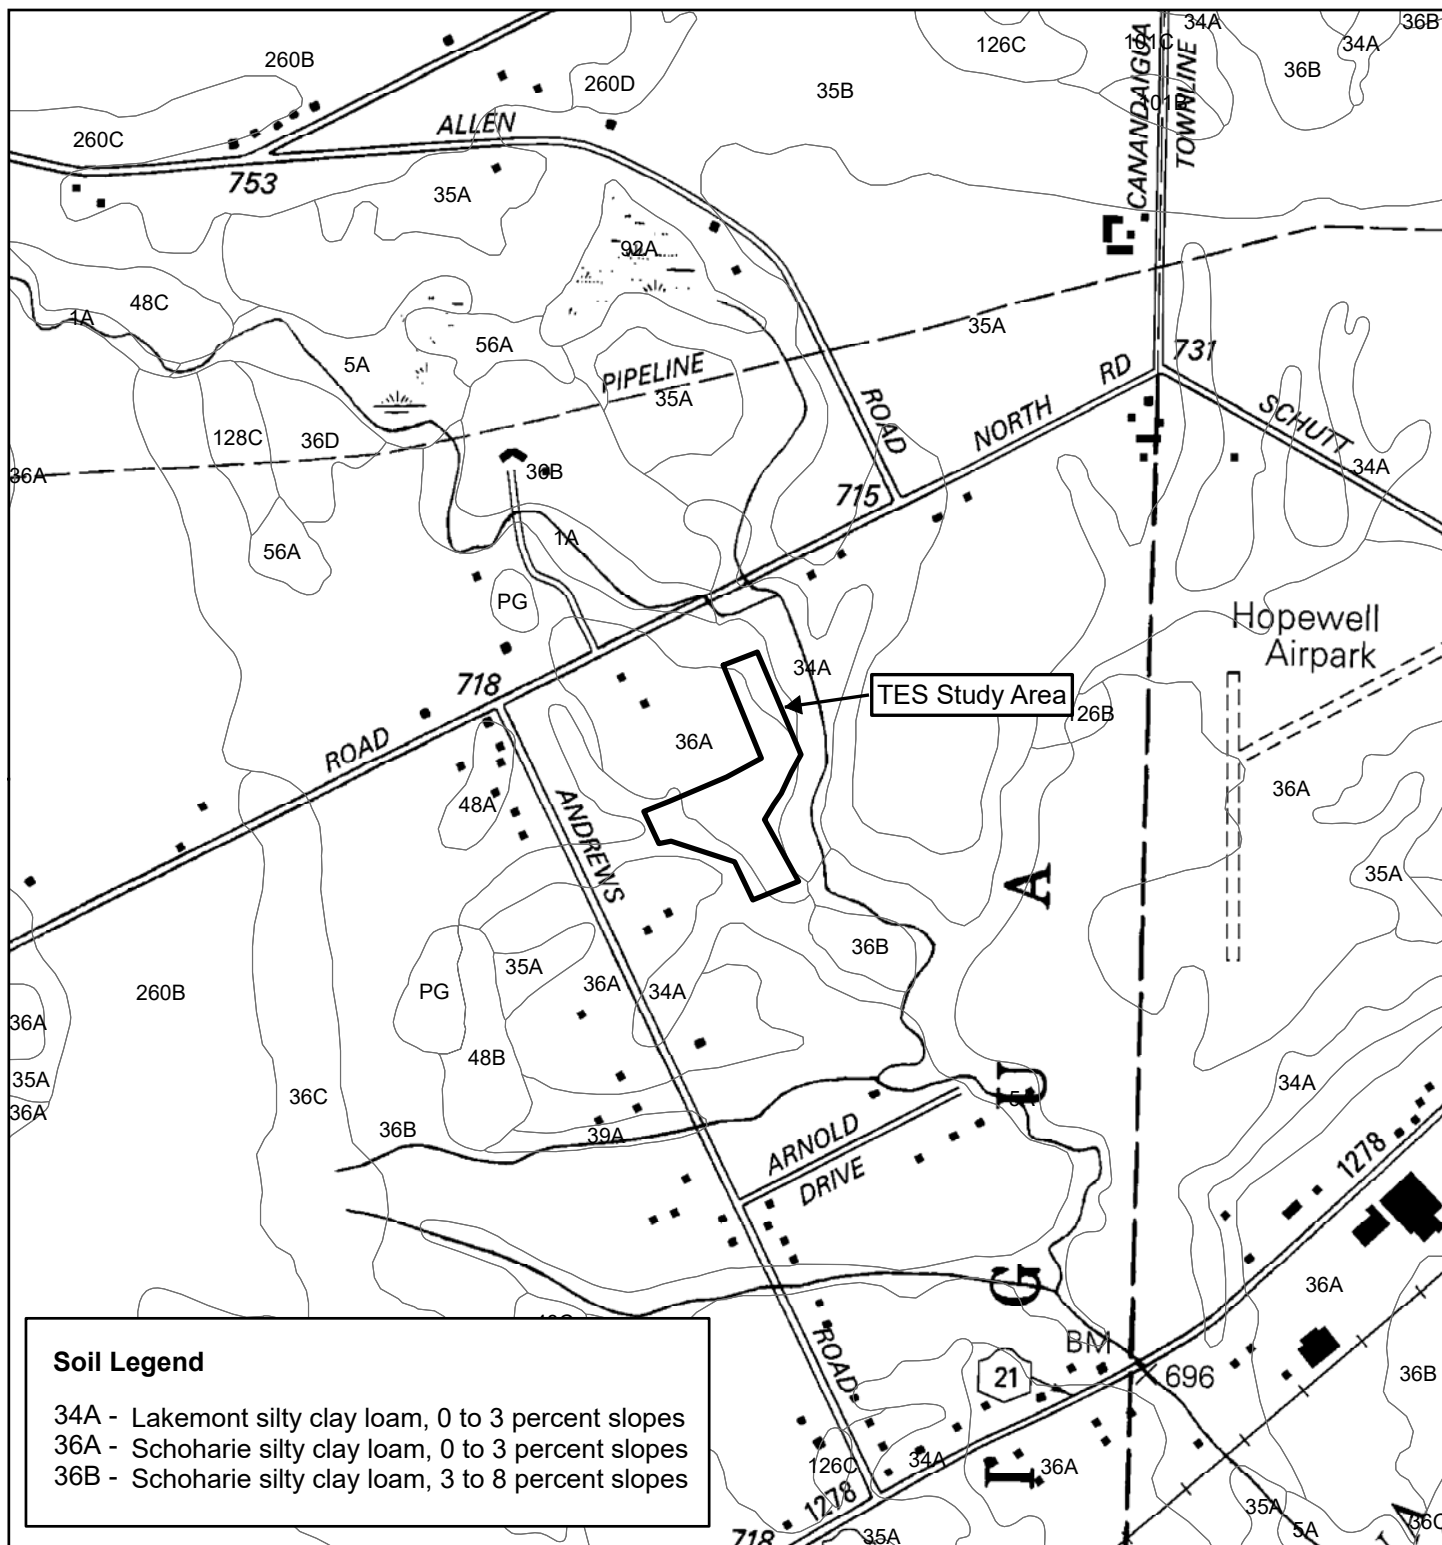 34A
36B
126C
101C
34A
260B
36B
260D
35B
101B
CANANDAIGUA
TOWNLINE
ALLEN
260C
753
35A
92A
48C
1A
35A
5A
56A
731
PIPELINE
RD
35A
ROAD
NORTH
SCHUTT
128C
36D
34A
36A
36B
715
1A
56A
PG
Hopewell
Airpark
34A
718
TES Study Area
126B
36A
ROAD
36A
48A
ANDREWS
35A
A
36B
35A
36A
34A
260B
PG
36A
48B
35A
36C
U
5A
34A
36A
36B
39A
ARNOLD
DRIVE
1278
G
36A
ROAD
BM
21
696
36B
Soil Legend
34A - Lakemont silty clay loam, 0 to 3 percent slopes
36A - Schoharie silty clay loam, 0 to 3 percent slopes
36B - Schoharie silty clay loam, 3 to 8 percent slopes
126C
34A
I
36A
1278
35A
5A
A
36C
718
35A